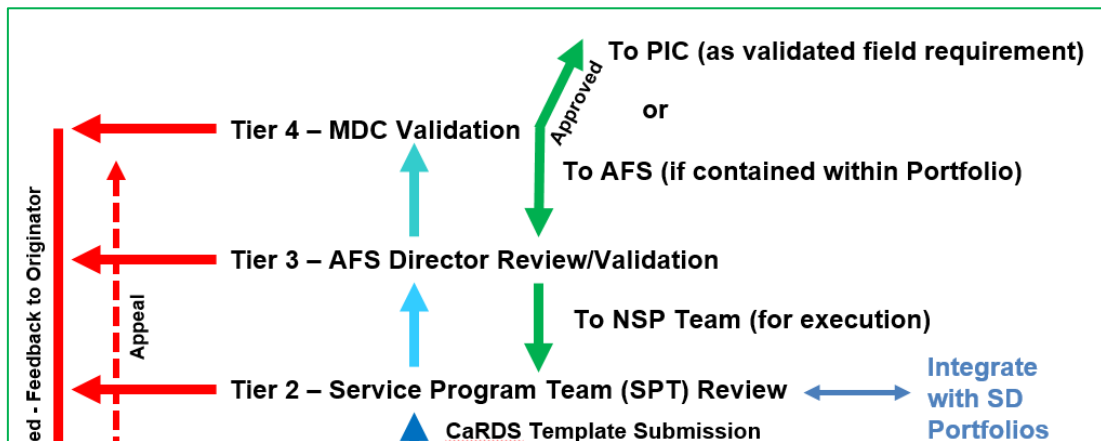 To PIC (as validated field requirement)
Approved
or
Tier 4 – MDC Validation
To AFS (if contained within Portfolio)
Tier 3 – AFS Director Review/Validation
ed - Feedback to Originator
Appeal
To NSP Team (for execution)
Tier 2 – Service Program Team (SPT) Review
Integrate
with SD
Portfolios
CaRDS Template Submission